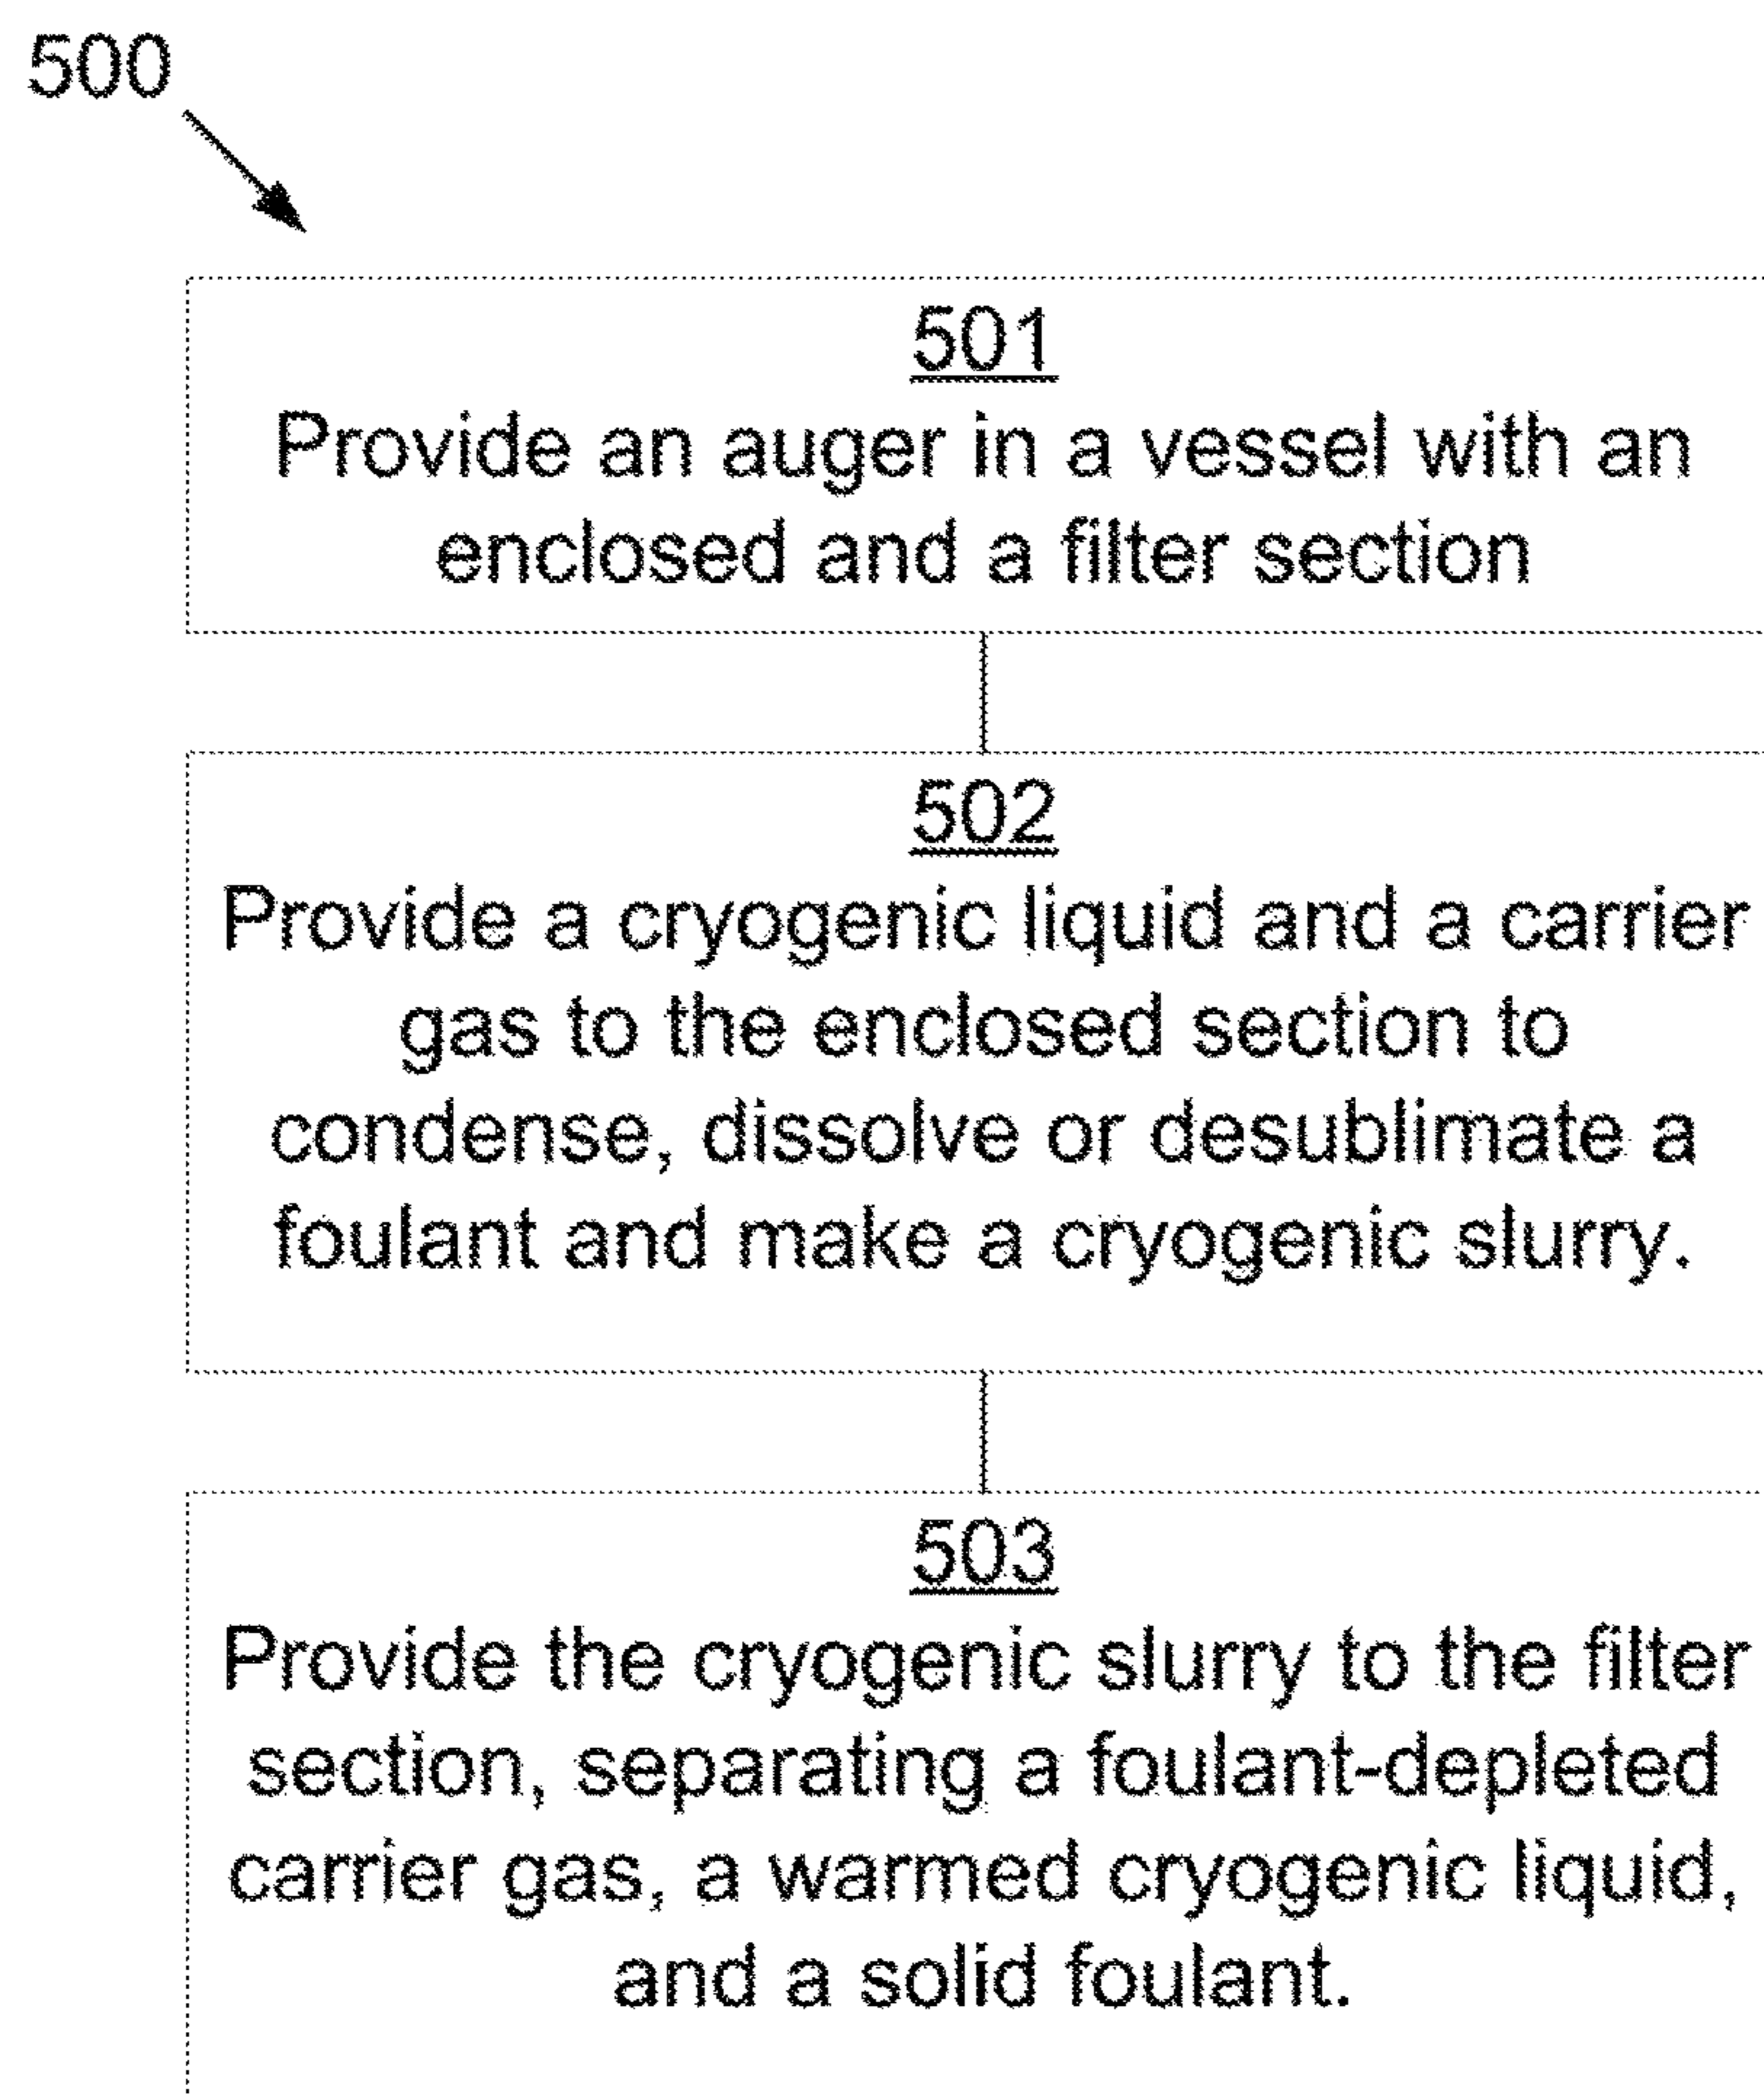 500
501
Provide an auger in a vessel with an
enclosed and a filter section
502
Provide a cryogenic liquid and a carrier
gas to the enclosed section to
condense, dissolve or desublimate a
foulant and make a cryogenic slurry.
503
Provide the cryogenic slurry to the filter
section, separating a foulant-depleted
carrier gas, a warmed cryogenic liquid,
and a solid foulant.